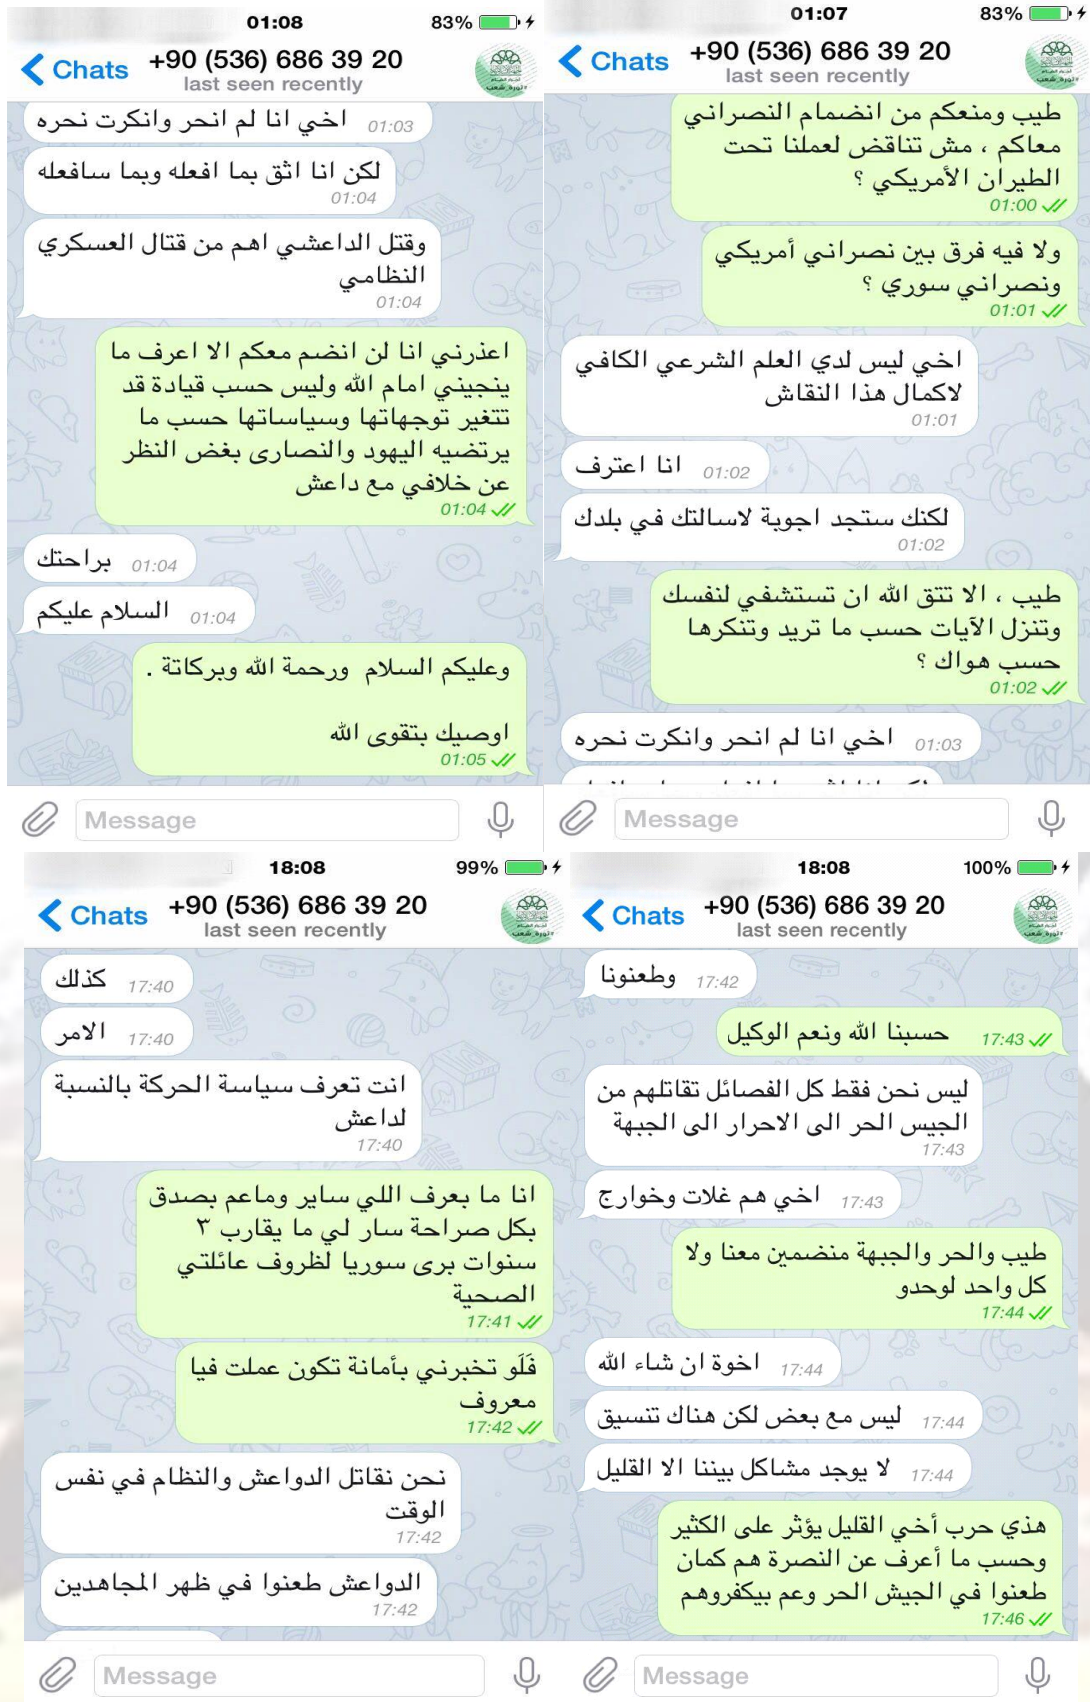 01:08
83%
Chats
+90 (536) 686 39 20
last seen recently
اخي انا لم انحر وانكرت نحره
01:03
لكن انا اثق بما افعله وبما سافعله
01:04
وقتل الداعشي اهم من قتال العسكري
النظامي
01:04
اعذرني انا لن انضم معكم الا اعرف ما
ينجيني امام الله وليس حسب قيادة قد
تتغير توجهاتها وسياساتها حسب ما
يرتضيه اليهود والنصارى بغض النظر
عن خلافي مع داعش
01:04
براحتك
01:04
السلام عليكم
01:04
وعليكم السلام ورحمة الله وبركاتة .
اوصيك بتقوى الله
01:05
Message
01:07
83%
Chats
+90 (536) 686 39 20
last seen recently
طيب ومنعكم من انضمام النصراني
معاكم ، مش تناقض لعملنا تحت
الطيران الأمريكي ؟
01:00
ولا فيه فرق بين نصراني أمريكي
ونصراني سوري ؟
01:01
اخي ليس لدي العلم الشرعي الكافي
لاكمال هذا النقاش
01:01
انا اعترف
01:02
لكنك ستجد اجوبة لاسالتك في بلدك
01:02
طيب ، الا تتق الله ان تستشفي لنفسك
وتنزل الآيات حسب ما تريد وتنكرها
حسب هواك ؟
01:02
اخي انا لم انحر وانكرت نحره
01:03
Message
18:08
99%
Chats
+90 (536) 686 39 20
last seen recently
كذلك
17:40
الامر
17:40
انت تعرف سياسة الحركة بالنسبة
لداعش
17:40
انا ما بعرف اللي ساير وماعم بصدق
بكل صراحة سار لي ما يقارب ٣
سنوات برى سوريا لظروف عائلتي
الصحية
17:41
فَلَو تخبرني بأمانة تكون عملت فيا
معروف
17:42
نحن نقاتل الدواعش والنظام في نفس
الوقت
17:42
الدواعش طعنوا في ظهر المجاهدين
17:42
Message
18:08
100%
Chats
+90 (536) 686 39 20
last seen recently
وطعنونا
17:42
حسبنا الله ونعم الوكيل
17:43
ليس نحن فقط كل الفصائل تقاتلهم من
الجيس الحر الى الاحرار الى الجبهة
17:43
اخي هم غلات وخوارج
17:43
طيب والحر والجبهة منضمين معنا ولا
كل واحد لوحدو
17:44
اخوة ان شاء الله
17:44
ليس مع بعض لكن هناك تنسيق
17:44
لا يوجد مشاكل بيننا الا القليل
17:44
هذي حرب أخي القليل يؤثر على الكثير
وحسب ما أعرف عن النصرة هم كمان
طعنوا في الجيش الحر وعم بيكفروهم
17:46
Message